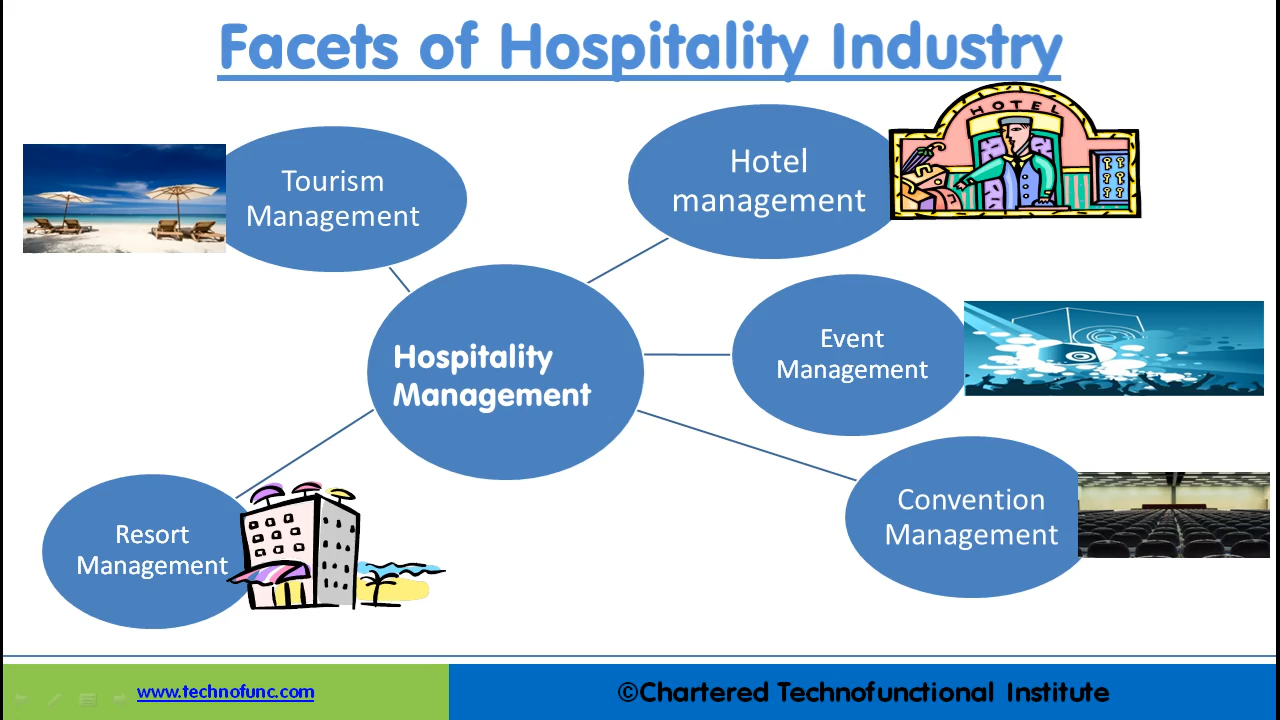 Facets of Hospitality Industry
HOTEL
Tourism
Management
Hotel
management
Hospitality
Management
Event
Management
Convention
Management
Resort
Management
www.technofunc.com
©Chartered Technofunctional Institute